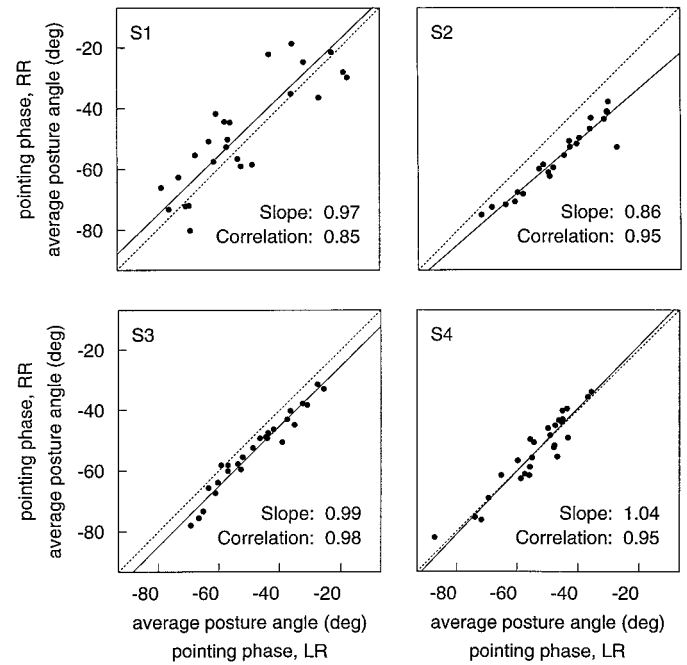 S1
S2
-20
-40
-60
-80
pointing phase, RR
average posture angle (deg)
Slope: 0.97
Correlation: 0.85
Slope: 0.86
Correlation: 0.95
S3
S4
-20
-40
-60
-80
pointing phase, RR
average posture angle (deg)
Slope: 0.99
Correlation: 0.98
Slope: 1.04
Correlation: 0.95
-80 -60 -40 -20
-80 -60 -40 -20
average posture angle (deg)
pointing phase, LR
average posture angle (deg)
pointing phase, LR